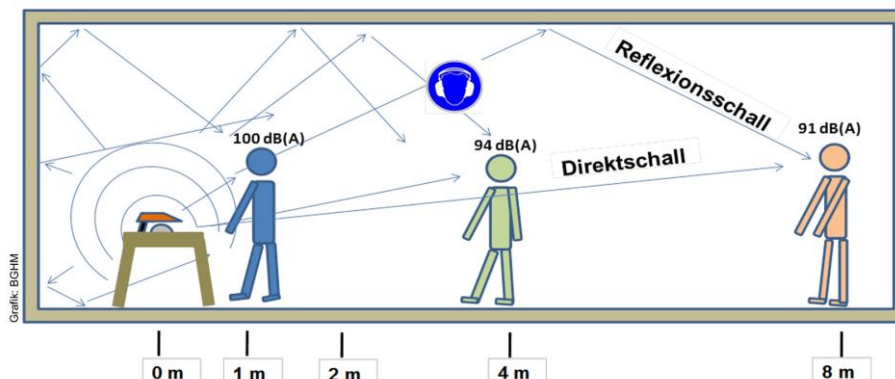 Reflexionsschall
100 dB(A)
94 dB(A)
91 dB(A)
Direktschall
Grafik: BGHM
0 m
1 m
2 m
4 m
8 m